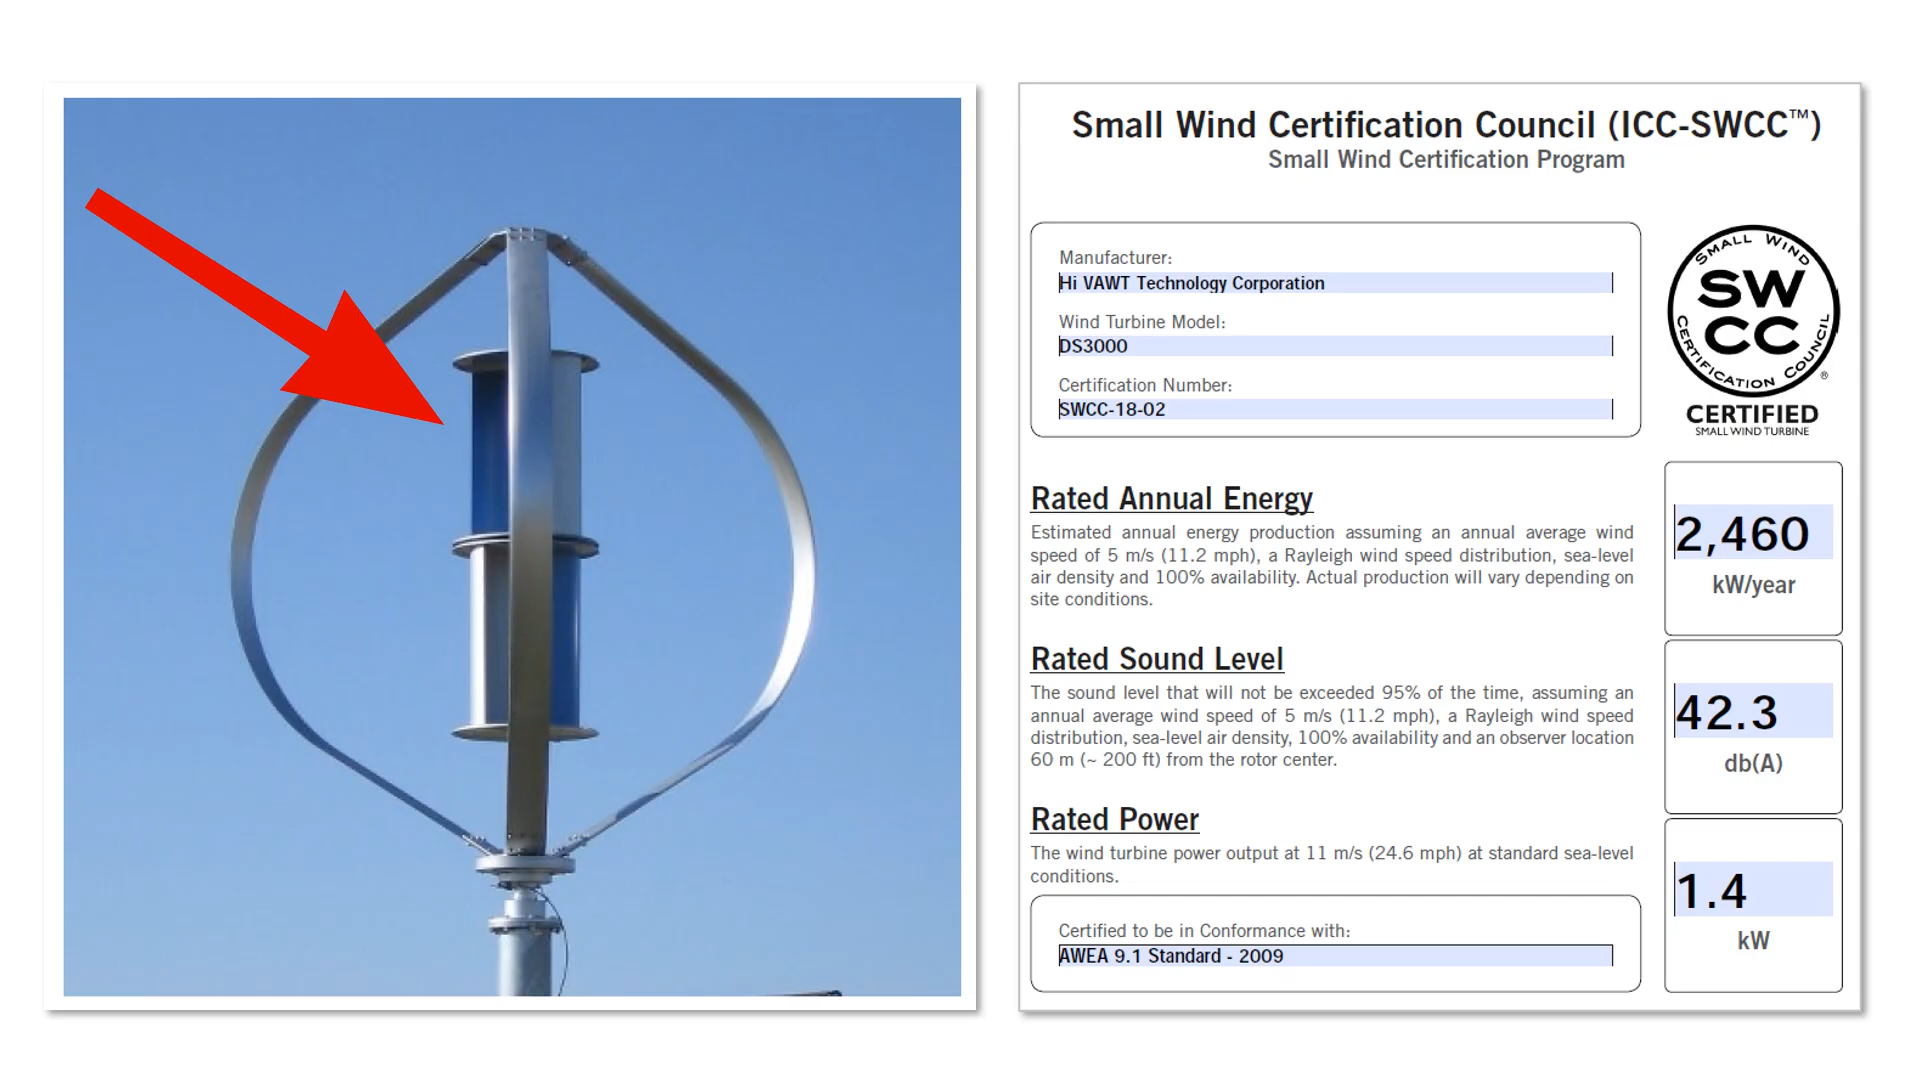 Small Wind Certification Council (ICC-SWCC™)
Small Wind Certification Program
Manufacturer:
Hi VAWT Technology Corporation
Wind Turbine Model:
DS3000
Certification Number:
SWCC-18-02
SMALL WIND
SW
CC
CERTIFICATION COUNCIL
®
CERTIFIED
SMALL WIND TURBINE
Rated Annual Energy
Estimated annual energy production assuming an annual average wind
speed of 5 m/s (11.2 mph), a Rayleigh wind speed distribution, sea-level
air density and 100% availability. Actual production will vary depending on
site conditions.
2,460
kW/year
Rated Sound Level
The sound level that will not be exceeded 95% of the time, assuming an
annual average wind speed of 5 m/s (11.2 mph), a Rayleigh wind speed
distribution, sea-level air density, 100% availability and an observer location
60 m (~ 200 ft) from the rotor center.
42.3
db(A)
Rated Power
The wind turbine power output at 11 m/s (24.6 mph) at standard sea-level
conditions.
1.4
kW
Certified to be in Conformance with:
AWEA 9.1 Standard - 2009